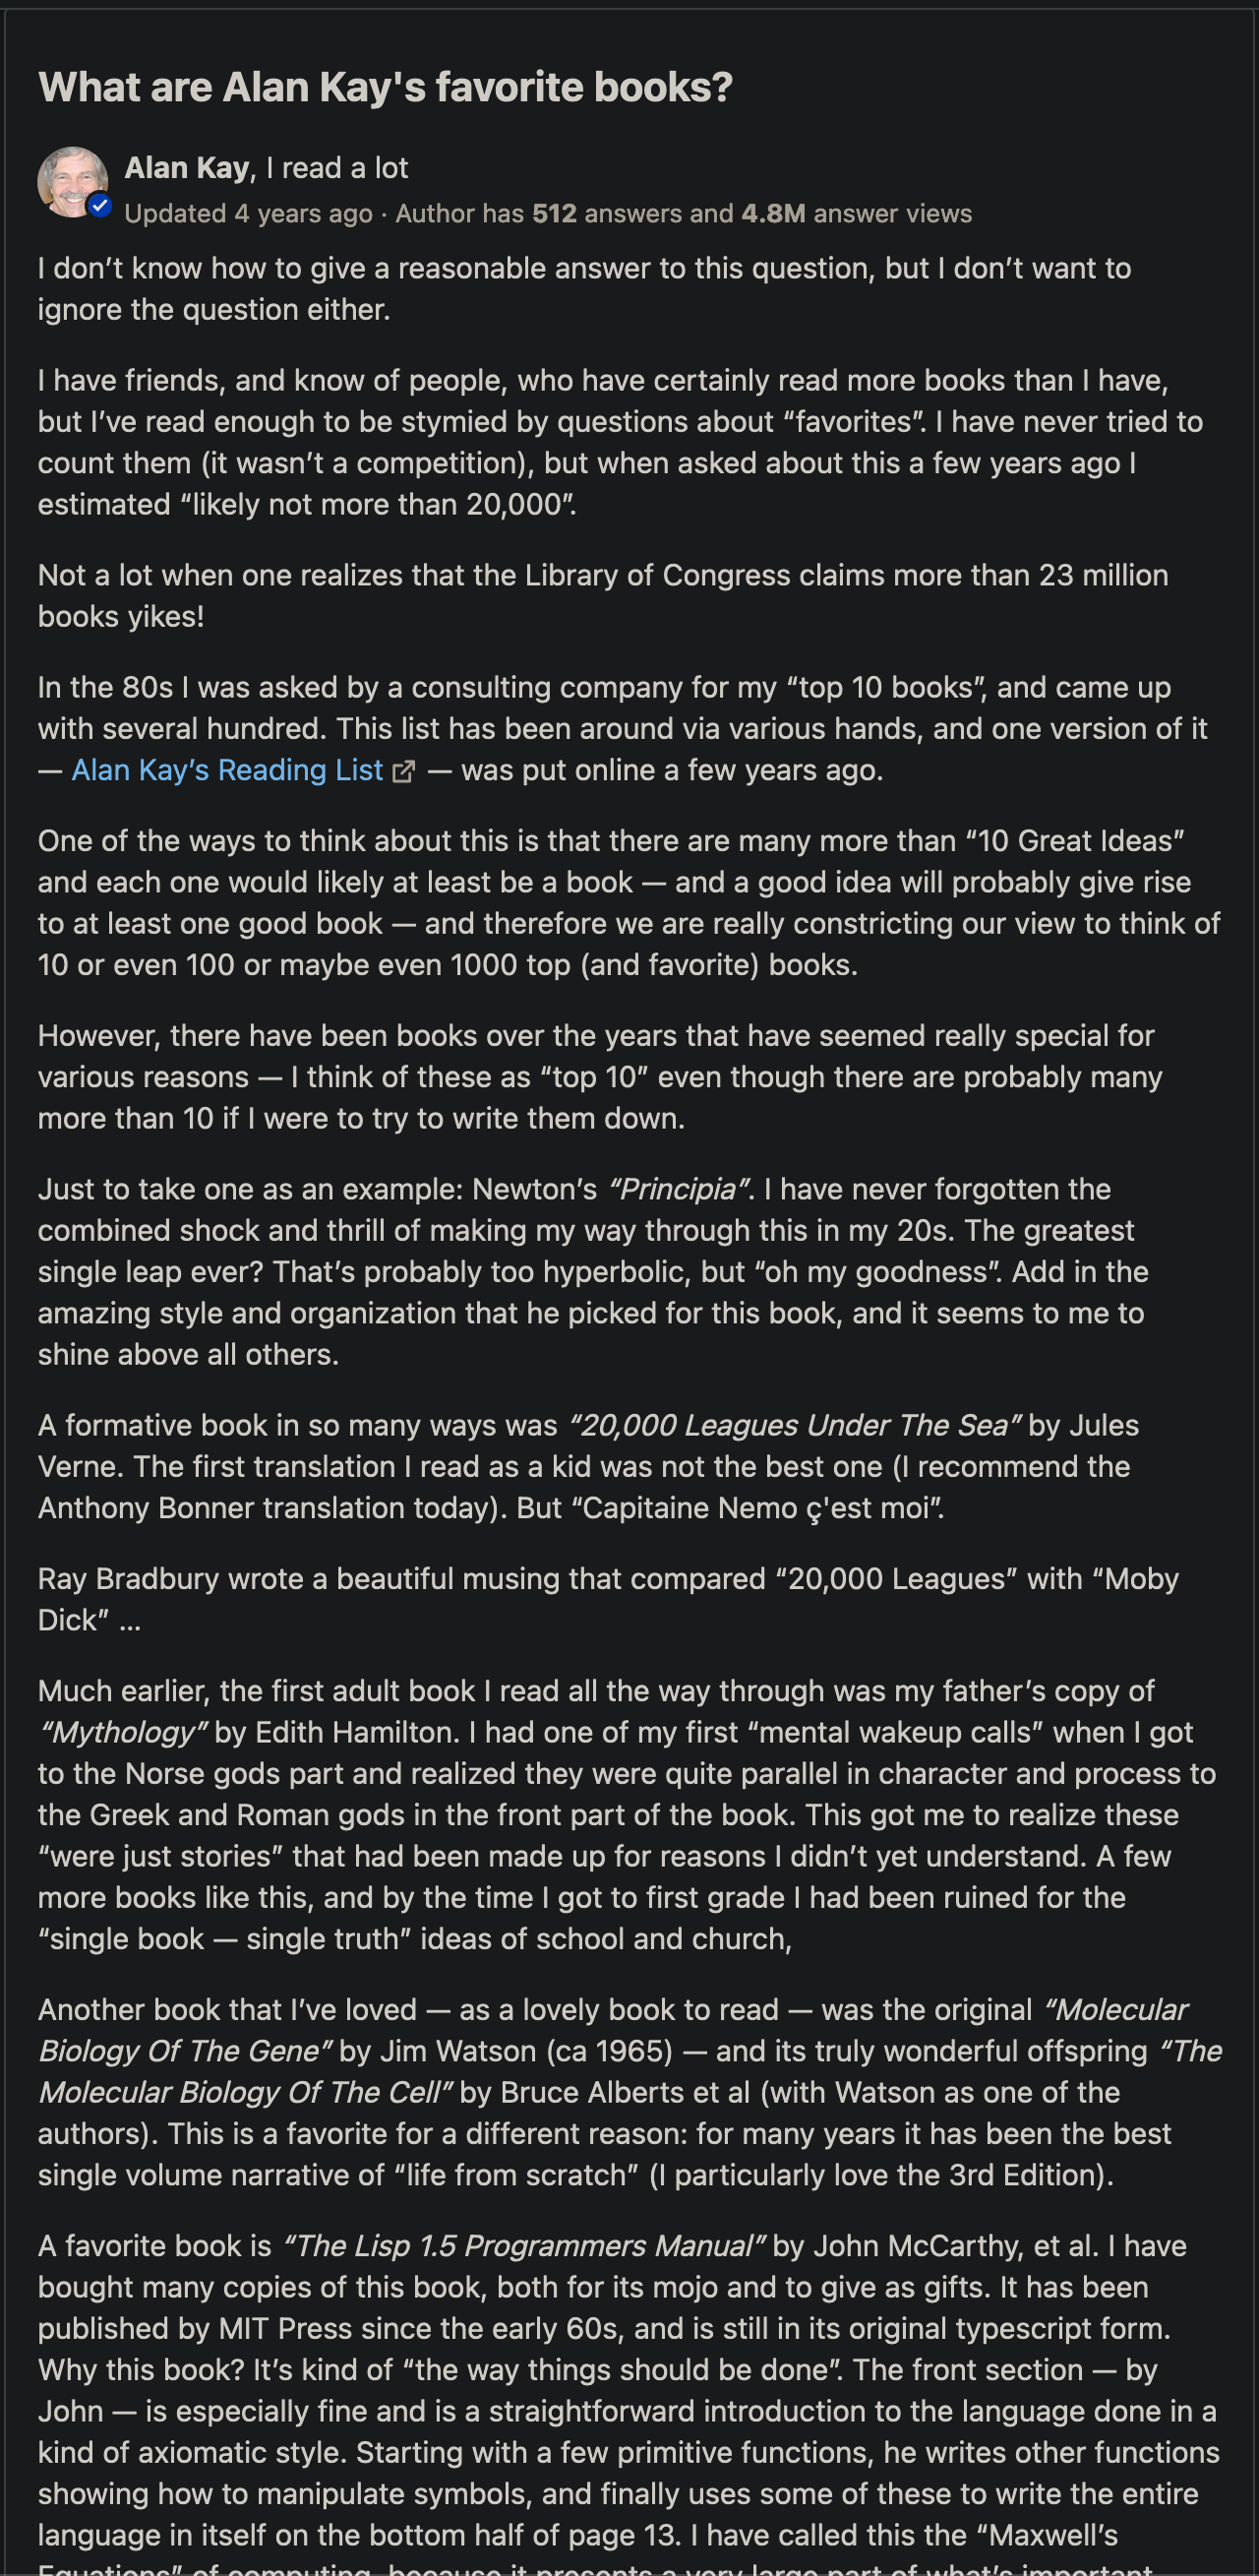 What are Alan Kay's favorite books?
Alan Kay, I read a lot
Updated 4 years ago · Author has 512 answers and 4.8M answer views
I don’t know how to give a reasonable answer to this question, but I don’t want to
ignore the question either.
I have friends, and know of people, who have certainly read more books than I have,
but I’ve read enough to be stymied by questions about “favorites”. I have never tried to
count them (it wasn’t a competition), but when asked about this a few years ago I
estimated “likely not more than 20,000”.
Not a lot when one realizes that the Library of Congress claims more than 23 million
books yikes!
In the 80s I was asked by a consulting company for my “top 10 books”, and came up
with several hundred. This list has been around via various hands, and one version of it
— Alan Kay’s Reading List — was put online a few years ago.
One of the ways to think about this is that there are many more than “10 Great Ideas”
and each one would likely at least be a book — and a good idea will probably give rise
to at least one good book — and therefore we are really constricting our view to think of
10 or even 100 or maybe even 1000 top (and favorite) books.
However, there have been books over the years that have seemed really special for
various reasons — I think of these as “top 10” even though there are probably many
more than 10 if I were to try to write them down.
Just to take one as an example: Newton’s “Principia”. I have never forgotten the
combined shock and thrill of making my way through this in my 20s. The greatest
single leap ever? That’s probably too hyperbolic, but “oh my goodness”. Add in the
amazing style and organization that he picked for this book, and it seems to me to
shine above all others.
A formative book in so many ways was “20,000 Leagues Under The Sea” by Jules
Verne. The first translation I read as a kid was not the best one (I recommend the
Anthony Bonner translation today). But “Capitaine Nemo ç'est moi”.
Ray Bradbury wrote a beautiful musing that compared “20,000 Leagues” with “Moby
Dick” ...
Much earlier, the first adult book I read all the way through was my father’s copy of
“Mythology” by Edith Hamilton. I had one of my first “mental wakeup calls” when I got
to the Norse gods part and realized they were quite parallel in character and process to
the Greek and Roman gods in the front part of the book. This got me to realize these
“were just stories” that had been made up for reasons I didn’t yet understand. A few
more books like this, and by the time I got to first grade I had been ruined for the
“single book — single truth” ideas of school and church,
Another book that I’ve loved — as a lovely book to read — was the original “Molecular
Biology Of The Gene” by Jim Watson (ca 1965) — and its truly wonderful offspring “The
Molecular Biology Of The Cell” by Bruce Alberts et al (with Watson as one of the
authors). This is a favorite for a different reason: for many years it has been the best
single volume narrative of “life from scratch” (I particularly love the 3rd Edition).
A favorite book is “The Lisp 1.5 Programmers Manual” by John McCarthy, et al. I have
bought many copies of this book, both for its mojo and to give as gifts. It has been
published by MIT Press since the early 60s, and is still in its original typescript form.
Why this book? It’s kind of “the way things should be done”. The front section — by
John — is especially fine and is a straightforward introduction to the language done in a
kind of axiomatic style. Starting with a few primitive functions, he writes other functions
showing how to manipulate symbols, and finally uses some of these to write the entire
language in itself on the bottom half of page 13. I have called this the “Maxwell’s
Equations” of computing, because it presents a very large part of what’s important